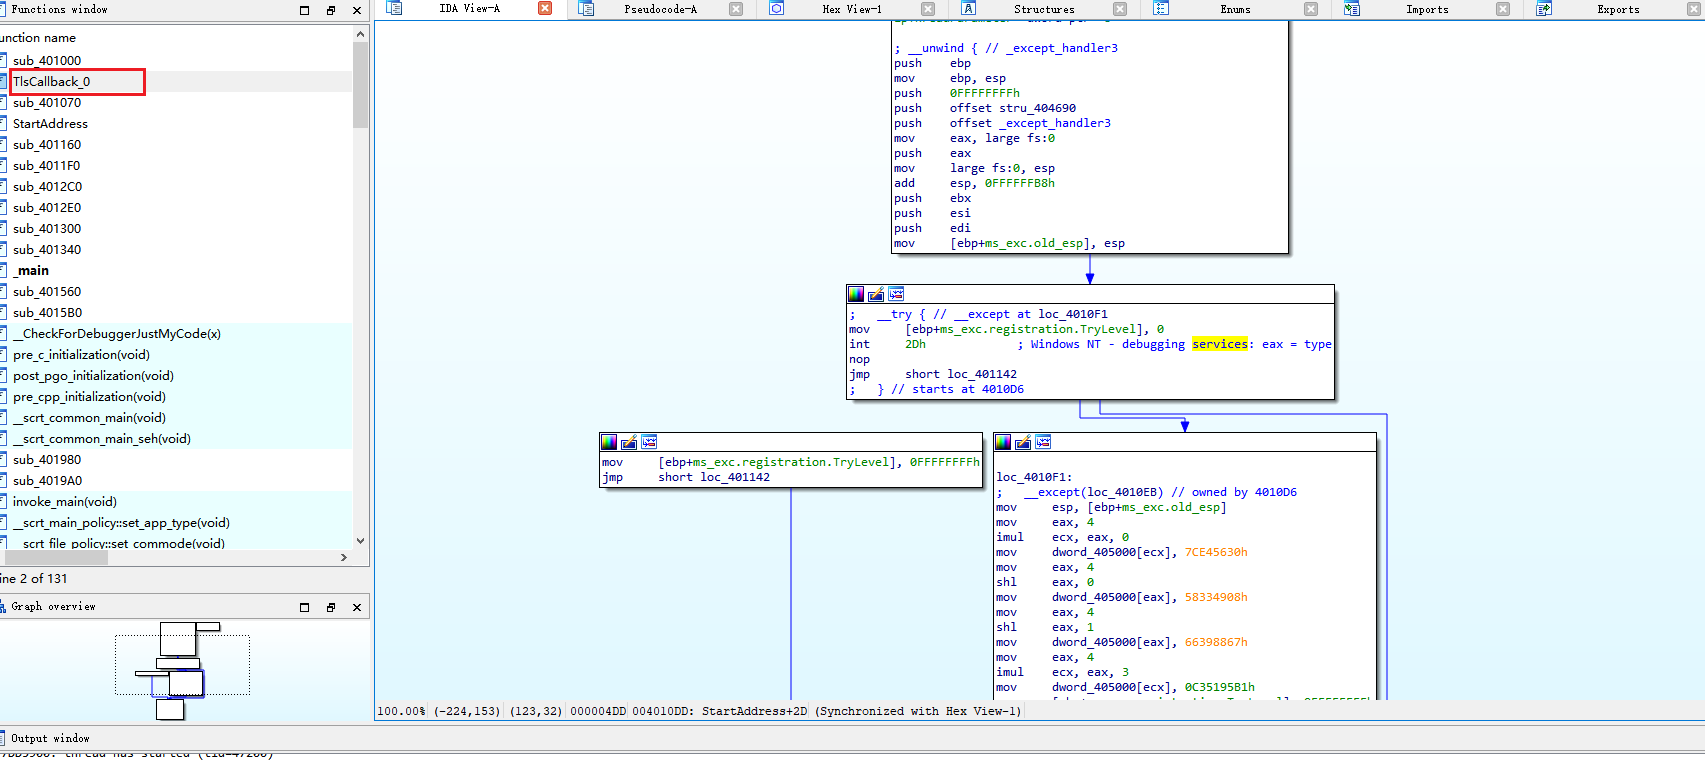 Functions window
IDA View-A
Pseudocode-A
Hex View-1
Structures
Enums
Imports
Exports
unction name
sub_401000
TlsCallback_0
sub_401070
StartAddress
sub_401160
sub_4011F0
sub_4012C0
sub_4012E0
sub_401300
sub_401340
_main
sub_401560
sub_4015B0
__CheckForDebuggerJustMyCode(x)
pre_c_initialization(void)
post_pgo_initialization(void)
pre_cpp_initialization(void)
__scrt_common_main(void)
__scrt_common_main_seh(void)
sub_401980
sub_4019A0
invoke_main(void)
__scrt_main_policy::set_app_type(void)
__scrt_file_policy::set_commode(void)
ine 2 of 131
Graph overview
; __unwind { // _except_handler3
push ebp
mov ebp, esp
push 0FFFFFFFFh
push offset stru_404690
push offset _except_handler3
mov eax, large fs:0
push eax
mov large fs:0, esp
add esp, 0FFFFFFB8h
push ebx
push esi
push edi
mov [ebp+ms_exc.old_esp], esp
; __try { // __except at loc_4010F1
mov [ebp+ms_exc.registration.TryLevel], 0
int 2Dh ; Windows NT - debugging services: eax = type
nop
jmp short loc_401142
; } // starts at 4010D6
mov [ebp+ms_exc.registration.TryLevel], 0FFFFFFFFh
jmp short loc_401142
loc_4010F1:
; __except(loc_4010EB) // owned by 4010D6
mov esp, [ebp+ms_exc.old_esp]
mov eax, 4
imul ecx, eax, 0
mov dword_405000[ecx], 7CE45630h
mov eax, 4
shl eax, 0
mov dword_405000[eax], 58334908h
mov eax, 4
shl eax, 1
mov dword_405000[eax], 66398867h
mov eax, 4
imul ecx, eax, 3
mov dword_405000[ecx], 0C35195B1h
100.00% (-224,153) (123,32) 000004DD 004010DD: StartAddress+2D (Synchronized with Hex View-1)
Output window
thread has started (tid=47260)